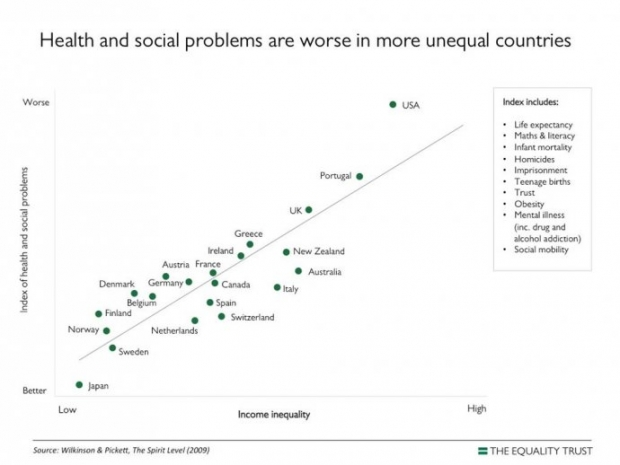 Health and social problems are worse in more unequal countries
Worse
Index of health and social problems
Better
USA
Portugal
UK
Greece
Ireland
New Zealand
Austria
France
Australia
Germany
Canada
Denmark
Italy
Belgium
Spain
Finland
Switzerland
Norway
Netherlands
Sweden
Japan
Low
Income inequality
High
Index includes:
• Life expectancy
• Maths & literacy
• Infant mortality
• Homicides
• Imprisonment
• Teenage births
• Trust
• Obesity
• Mental illness
(inc. drug and
alcohol addiction)
• Social mobility
Source: Wilkinson & Pickett, The Spirit Level (2009)
THE EQUALITY TRUST